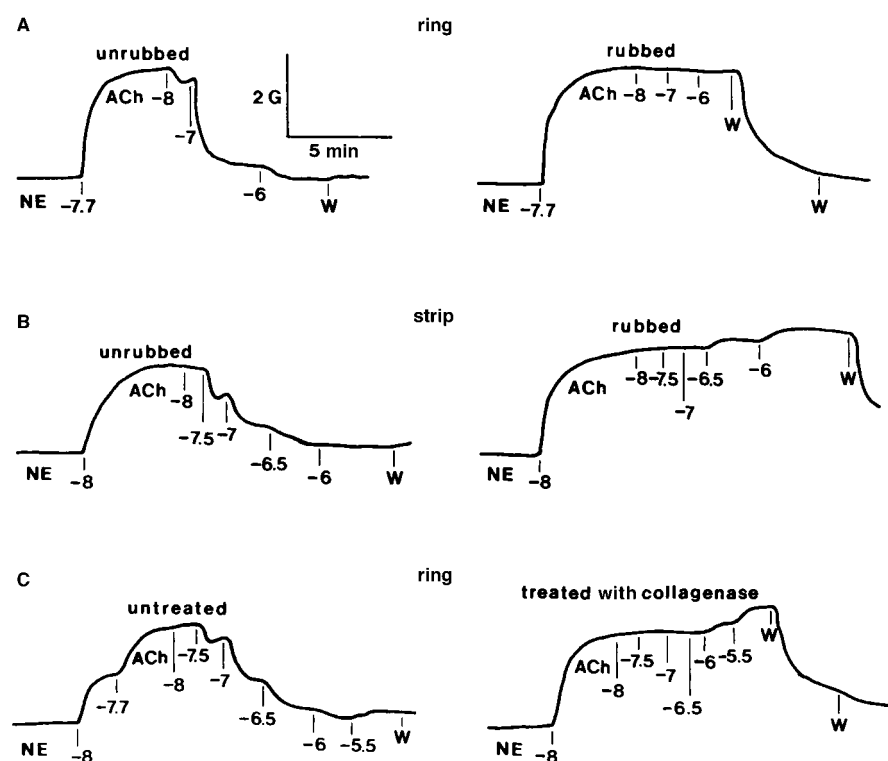 A
ring
unrubbed
ACh -8
-7
-6
W
NE -7.7
2 G
5 min
rubbed
ACh -8 -7 -6
W
W
NE -7.7
B
strip
unrubbed
ACh -8
-7.5 -7
-6.5
-6
W
NE -8
rubbed
ACh -8 -7.5 -6.5 -6
-7
W
NE -8
C
ring
untreated
ACh -7.5
-8 -7
-7.7
-6.5
-6 -5.5 W
NE -8
treated with collagenase
ACh -7.5 -7 -6 -5.5 W
-8
-6.5
W
NE -8